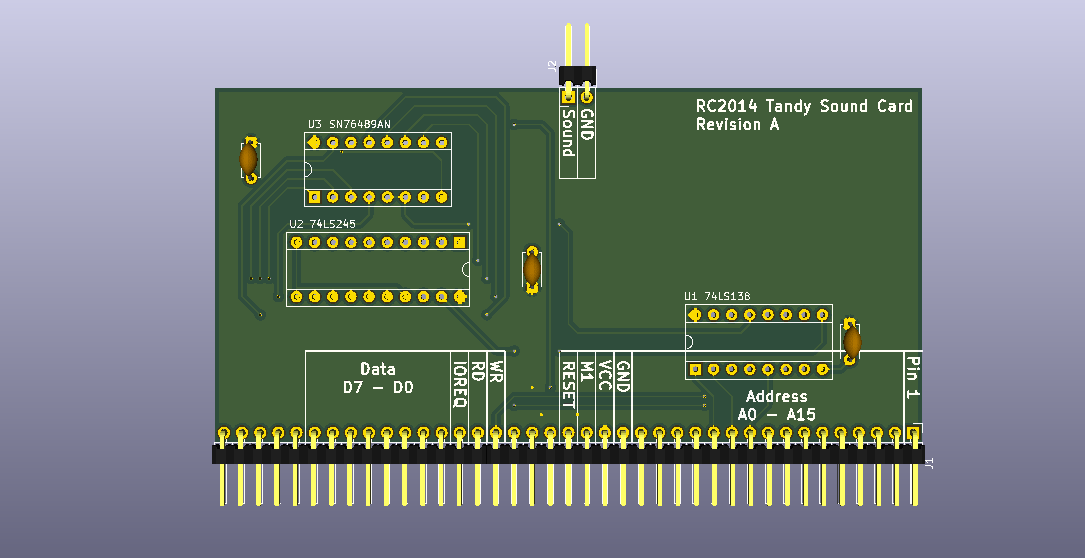 J2
RC2014 Tandy Sound Card
Revision A
Sound
GND
U3 SN76489AN
U2 74LS245
U1 74LS138
Data
D7 - D0
IOREQ
RD
WR
RESET
M1
VCC
GND
Address
A0 - A15
Pin 1
J1